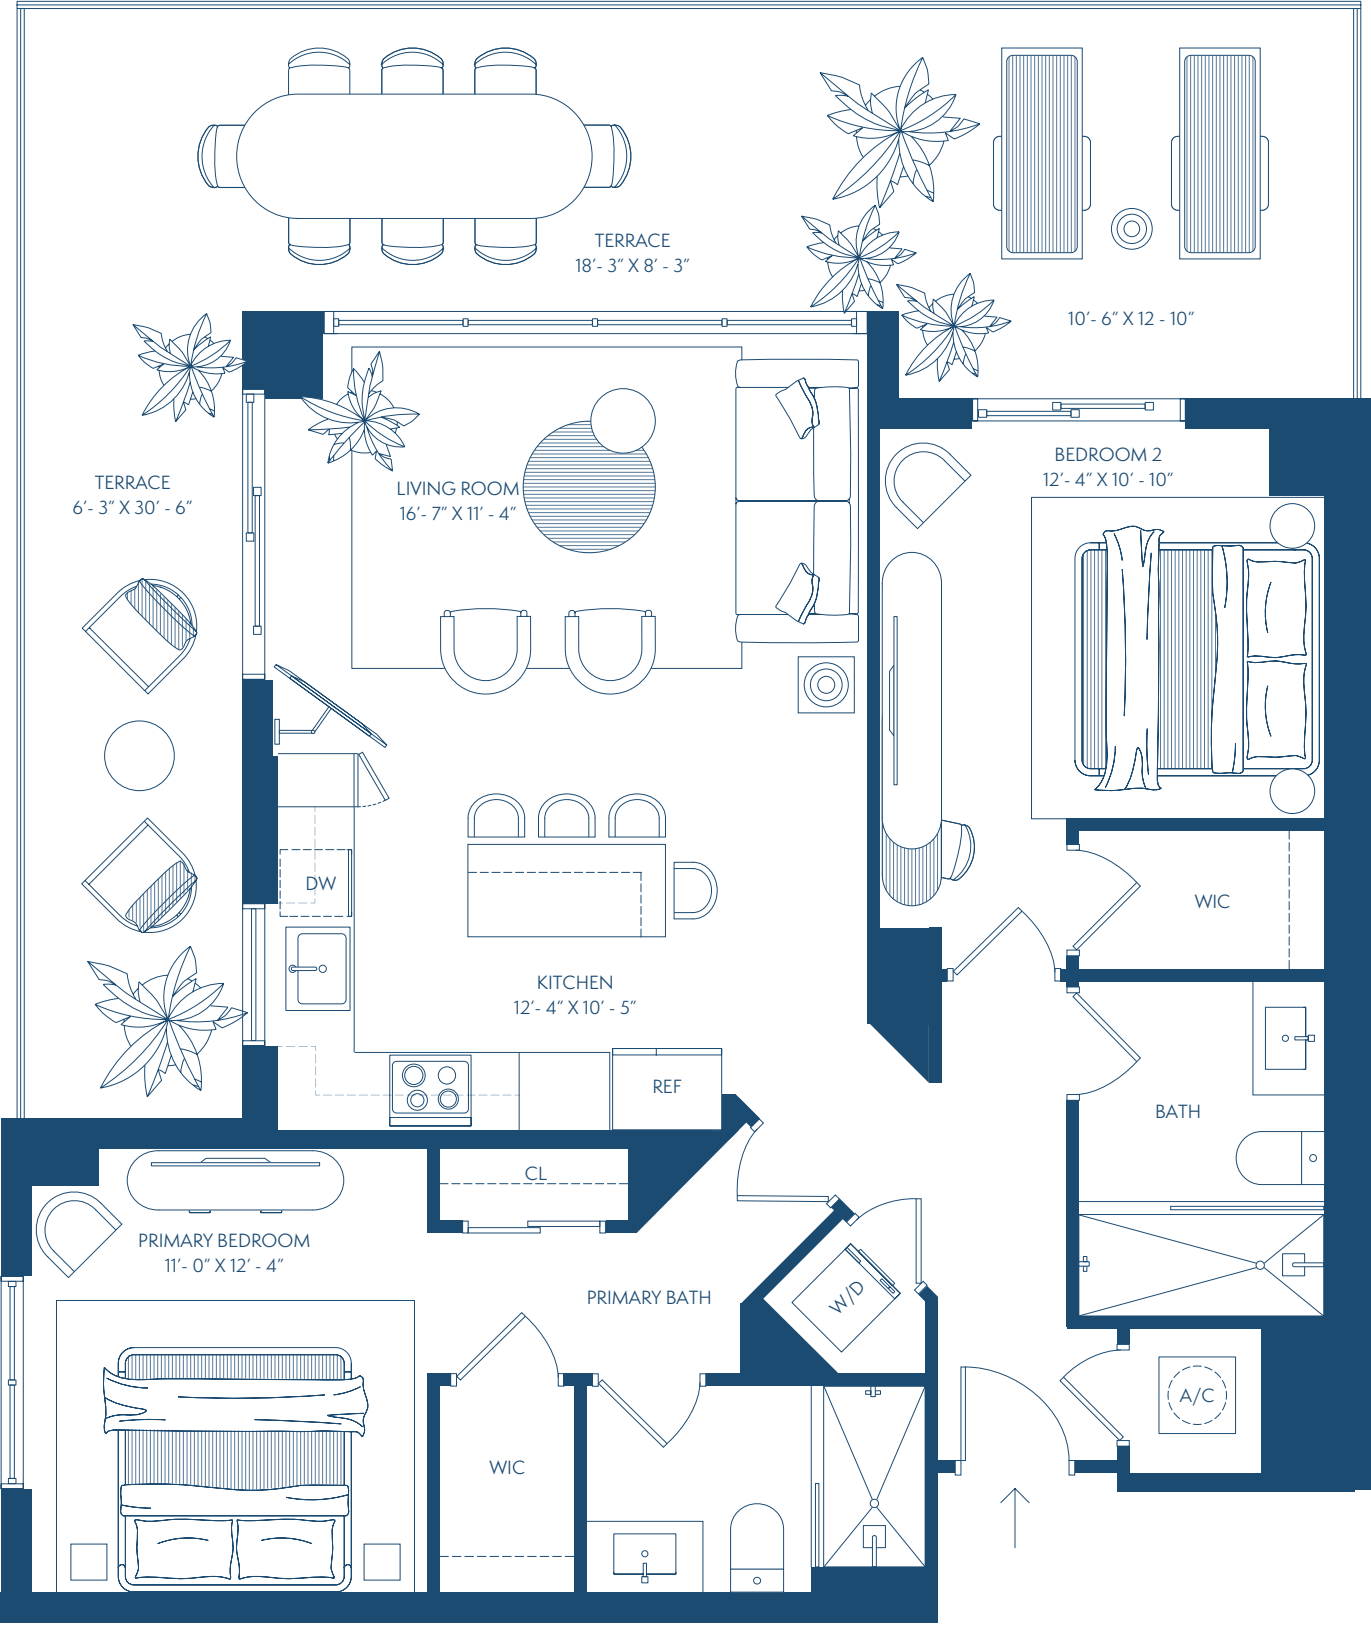 TERRACE
18'- 3" X 8' - 3"
10'- 6" X 12 - 10"
BEDROOM 2
12'- 4" X 10' - 10"
TERRACE
6'- 3" X 30' - 6"
LIVING ROOM
16'- 7" X 11' - 4"
DW
WIC
KITCHEN
12'- 4" X 10' - 5"
REF
BATH
CL
PRIMARY BEDROOM
11'- 0" X 12' - 4"
PRIMARY BATH
W/D
A/C
WIC